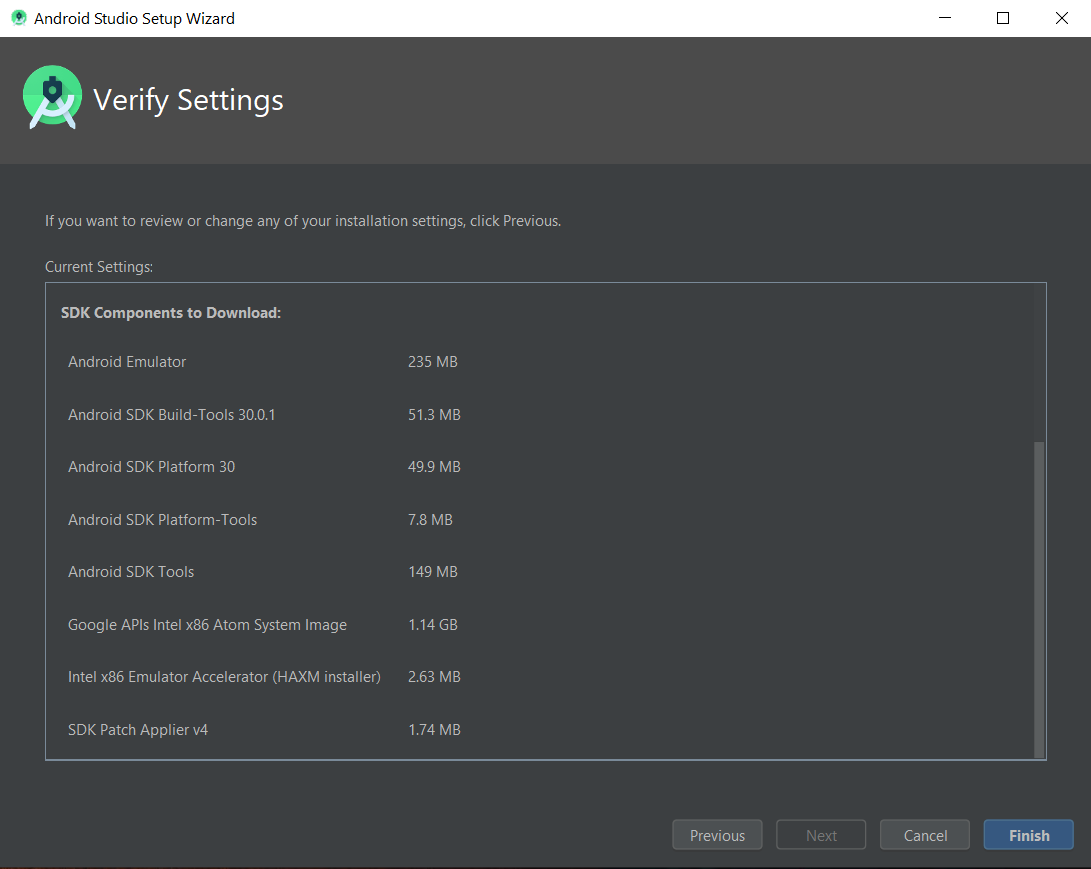 Android Studio Setup Wizard
Verify Settings
If you want to review or change any of your installation settings, click Previous.
Current Settings:
SDK Components to Download:
Android Emulator 235 MB
Android SDK Build-Tools 30.0.1 51.3 MB
Android SDK Platform 30 49.9 MB
Android SDK Platform-Tools 7.8 MB
Android SDK Tools 149 MB
Google APIs Intel x86 Atom System Image 1.14 GB
Intel x86 Emulator Accelerator (HAXM installer) 2.63 MB
SDK Patch Applier v4 1.74 MB
Previous Next Cancel Finish